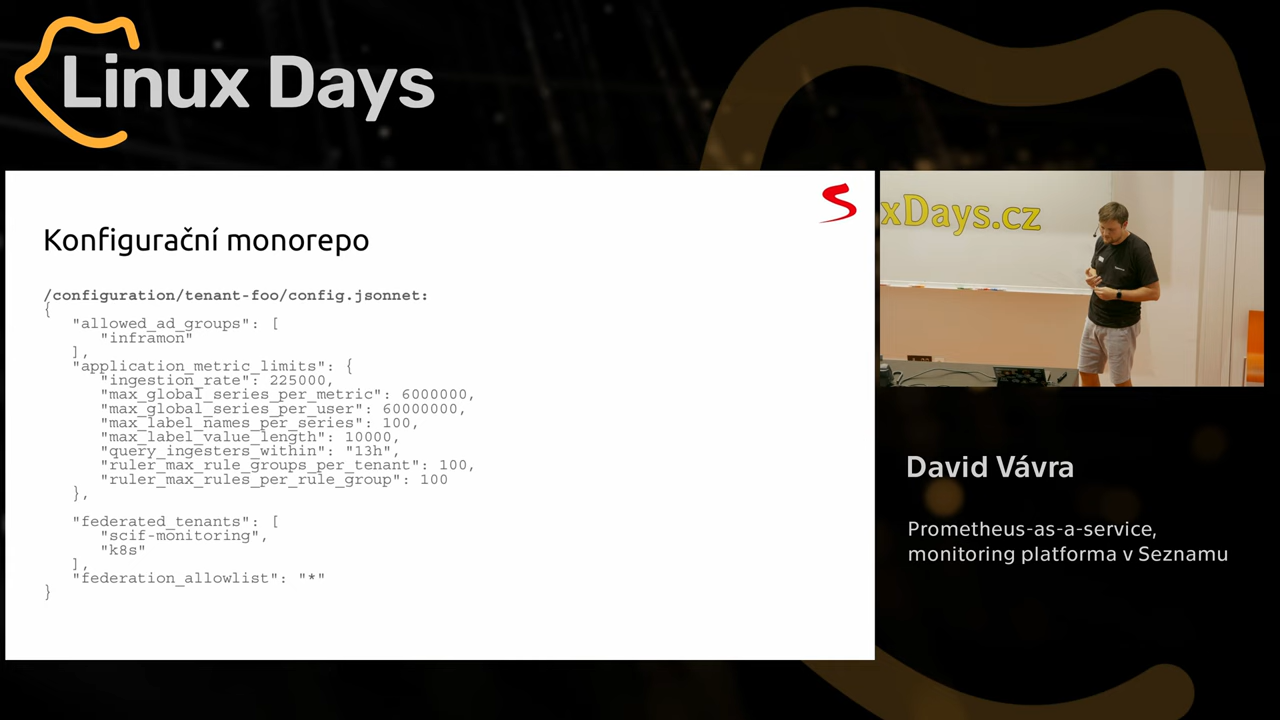 Linux Days
Konfigurační monorepo
/configuration/tenant-foo/config.jsonnet:
{
"allowed_ad_groups": [
"inframon"
],
"application_metric_limits": {
"ingestion_rate": 225000,
"max_global_series_per_metric": 6000000,
"max_global_series_per_user": 60000000,
"max_label_names_per_series": 100,
"max_label_value_length": 10000,
"query_ingesters_within": "13h",
"ruler_max_rule_groups_per_tenant": 100,
"ruler_max_rules_per_rule_group": 100
},
"federated_tenants": [
"scif-monitoring",
"k8s"
],
"federation_allowlist": "*"
}
xDays.cz
David Vávra
Prometheus-as-a-service,
monitoring platforma v Seznamu